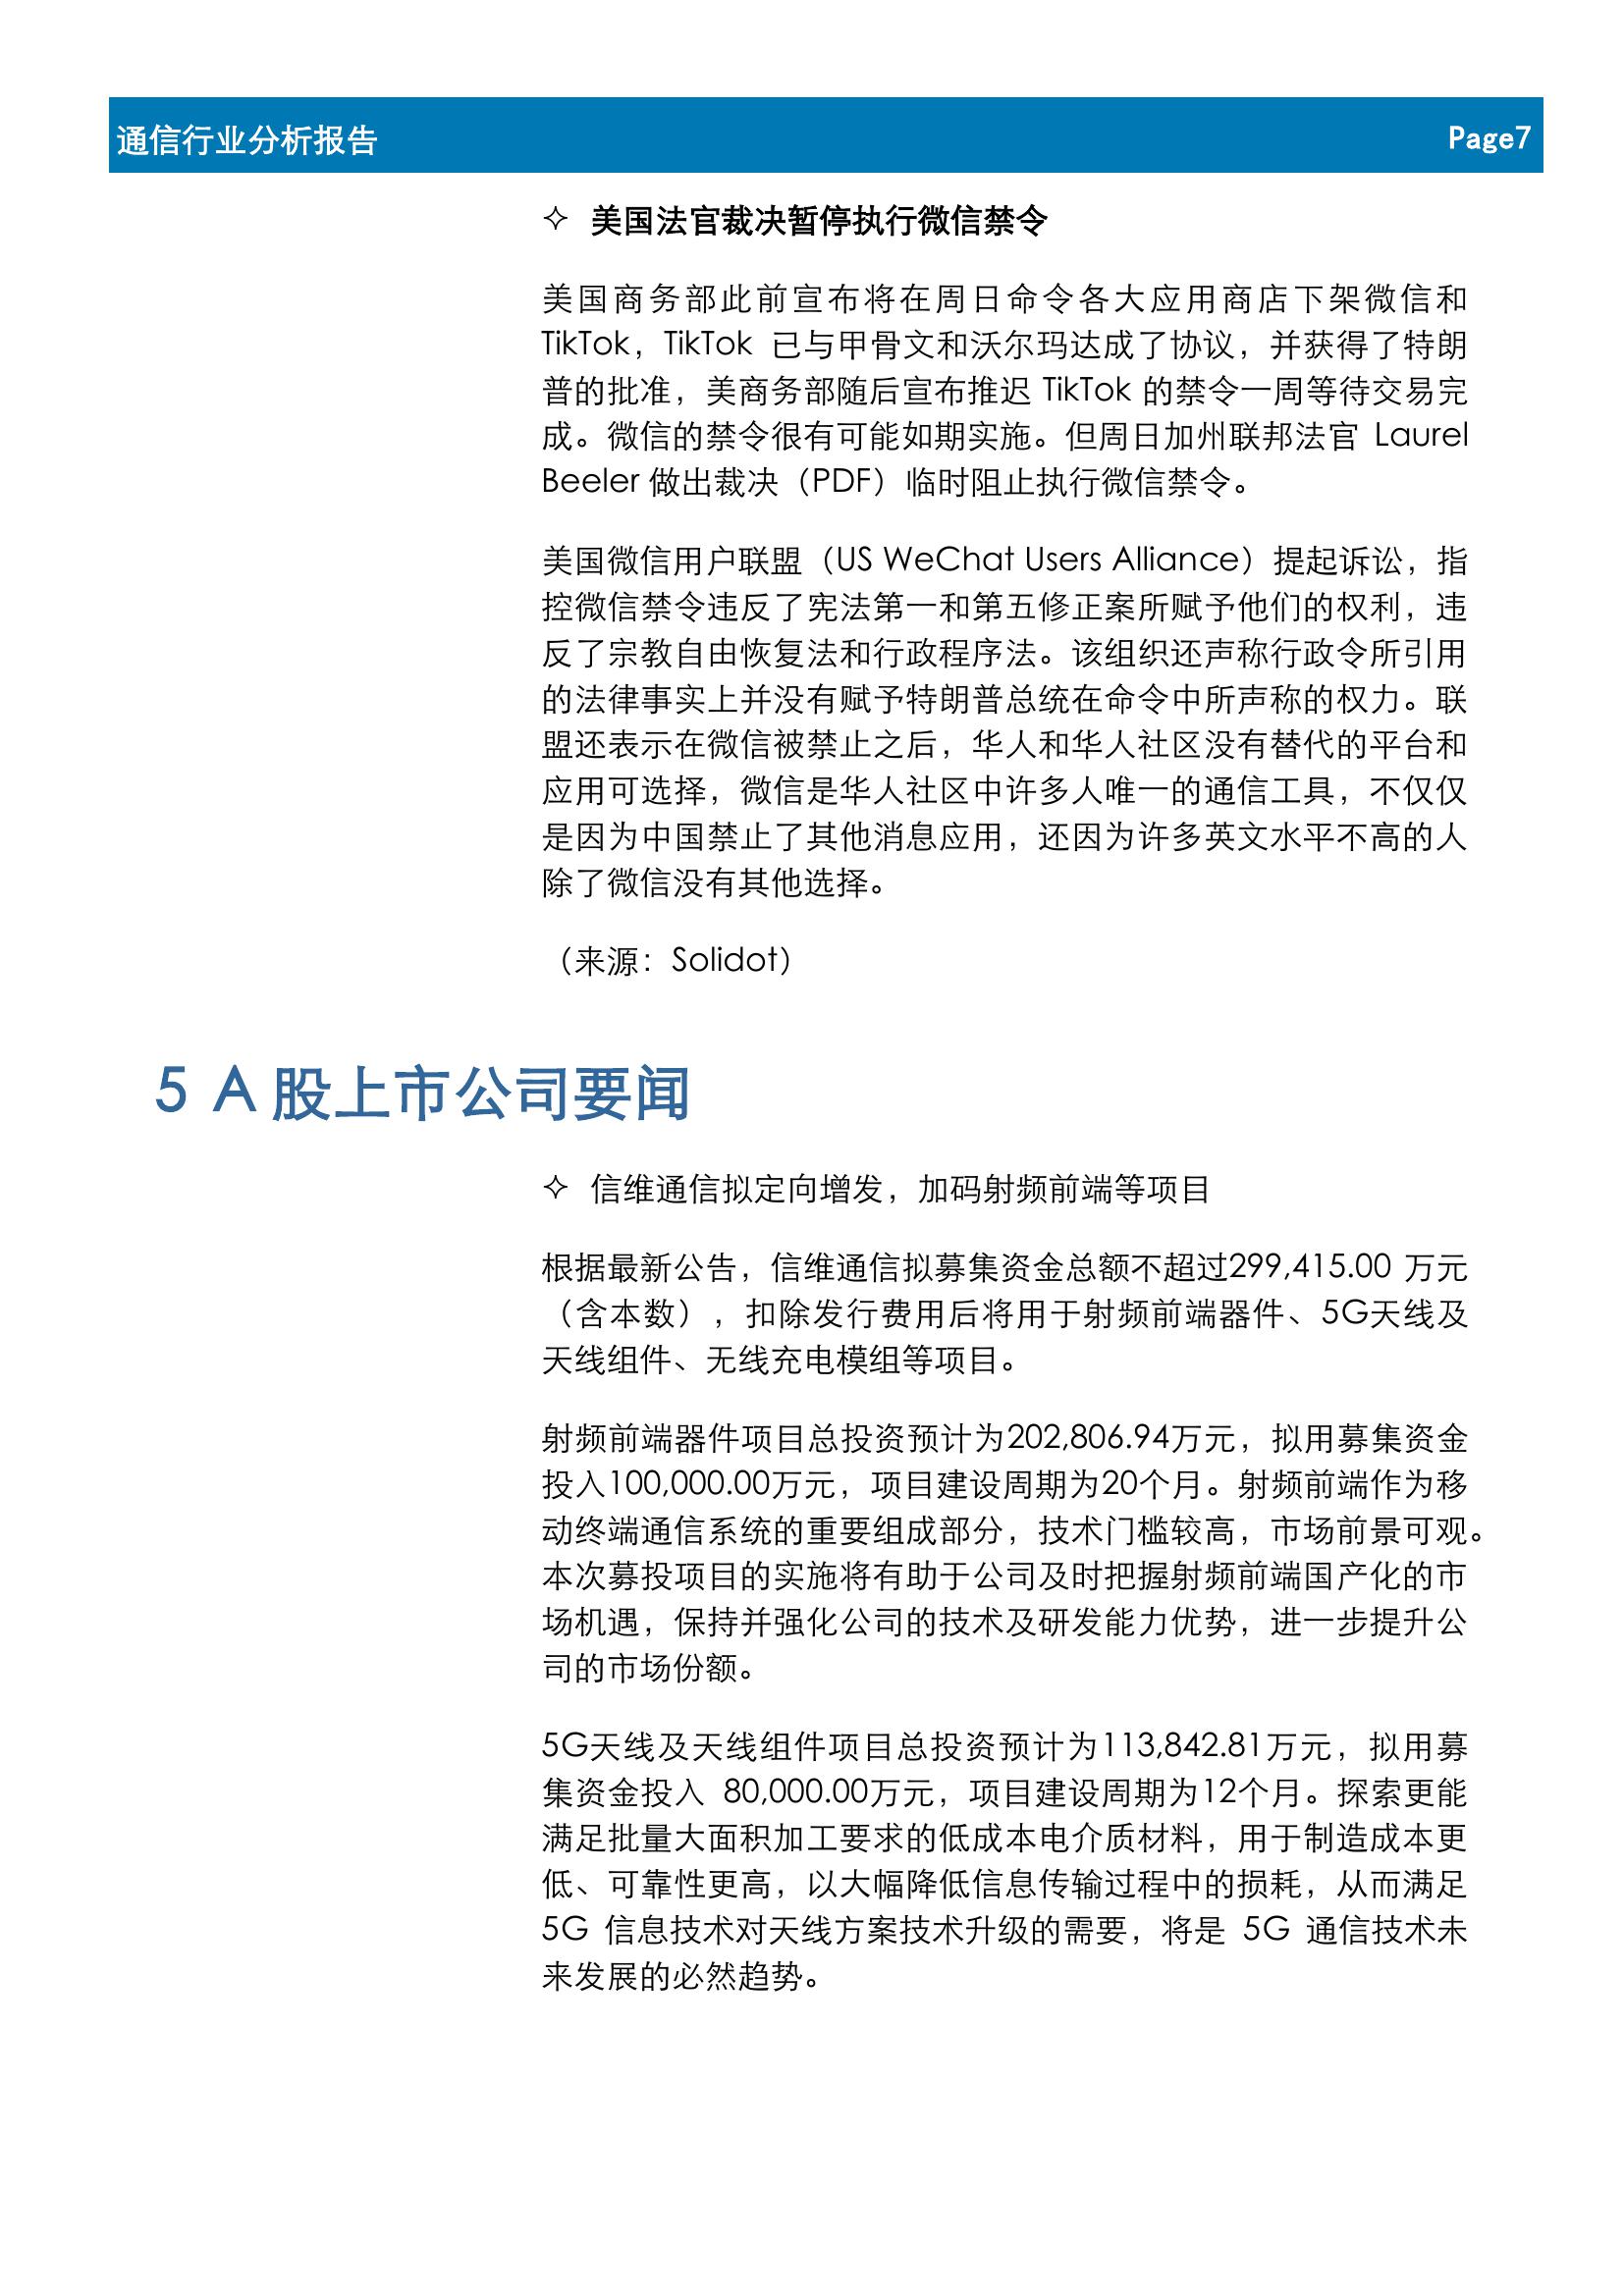 通信行业分析报告
Page7
✧ 美国法官裁决暂停执行微信禁令
美国商务部此前宣布将在周日命令各大应用商店下架微信和
TikTok，TikTok 已与甲骨文和沃尔玛达成了协议，并获得了特朗
普的批准，美商务部随后宣布推迟 TikTok 的禁令一周等待交易完
成。微信的禁令很有可能如期实施。但周日加州联邦法官 Laurel
Beeler 做出裁决（PDF）临时阻止执行微信禁令。
美国微信用户联盟（US WeChat Users Alliance）提起诉讼，指
控微信禁令违反了宪法第一和第五修正案所赋予他们的权利，违
反了宗教自由恢复法和行政程序法。该组织还声称行政令所引用
的法律事实上并没有赋予特朗普总统在命令中所声称的权力。联
盟还表示在微信被禁止之后，华人和华人社区没有替代的平台和
应用可选择，微信是华人社区中许多人唯一的通信工具，不仅仅
是因为中国禁止了其他消息应用，还因为许多英文水平不高的人
除了微信没有其他选择。
（来源：Solidot）
5 A 股上市公司要闻
✧ 信维通信拟定向增发，加码射频前端等项目
根据最新公告，信维通信拟募集资金总额不超过299,415.00 万元
（含本数），扣除发行费用后将用于射频前端器件、5G天线及
天线组件、无线充电模组等项目。
射频前端器件项目总投资预计为202,806.94万元，拟用募集资金
投入100,000.00万元，项目建设周期为20个月。射频前端作为移
动终端通信系统的重要组成部分，技术门槛较高，市场前景可观。
本次募投项目的实施将有助于公司及时把握射频前端国产化的市
场机遇，保持并强化公司的技术及研发能力优势，进一步提升公
司的市场份额。
5G天线及天线组件项目总投资预计为113,842.81万元，拟用募
集资金投入 80,000.00万元，项目建设周期为12个月。探索更能
满足批量大面积加工要求的低成本电介质材料，用于制造成本更
低、可靠性更高，以大幅降低信息传输过程中的损耗，从而满足
5G 信息技术对天线方案技术升级的需要，将是 5G 通信技术未
来发展的必然趋势。